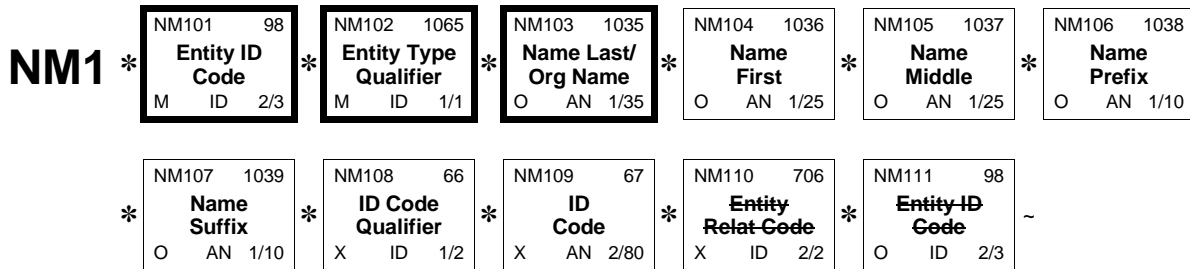 NM101 98 NM102 1065 NM103 1035 NM104 1036 NM105 1037 NM106 1038
NM1 * Entity ID Code * Entity Type Qualifier * Name Last/ Org Name * Name First * Name Middle * Name Prefix
M ID 2/3 M ID 1/1 O AN 1/35 O AN 1/25 O AN 1/25 O AN 1/10
NM107 1039 NM108 66 NM109 67 NM110 706 NM111 98
* Name Suffix * ID Code Qualifier * ID Code * Entity Relat Code * Entity ID Code ~
O AN 1/10 X ID 1/2 X AN 2/80 X ID 2/2 O ID 2/3